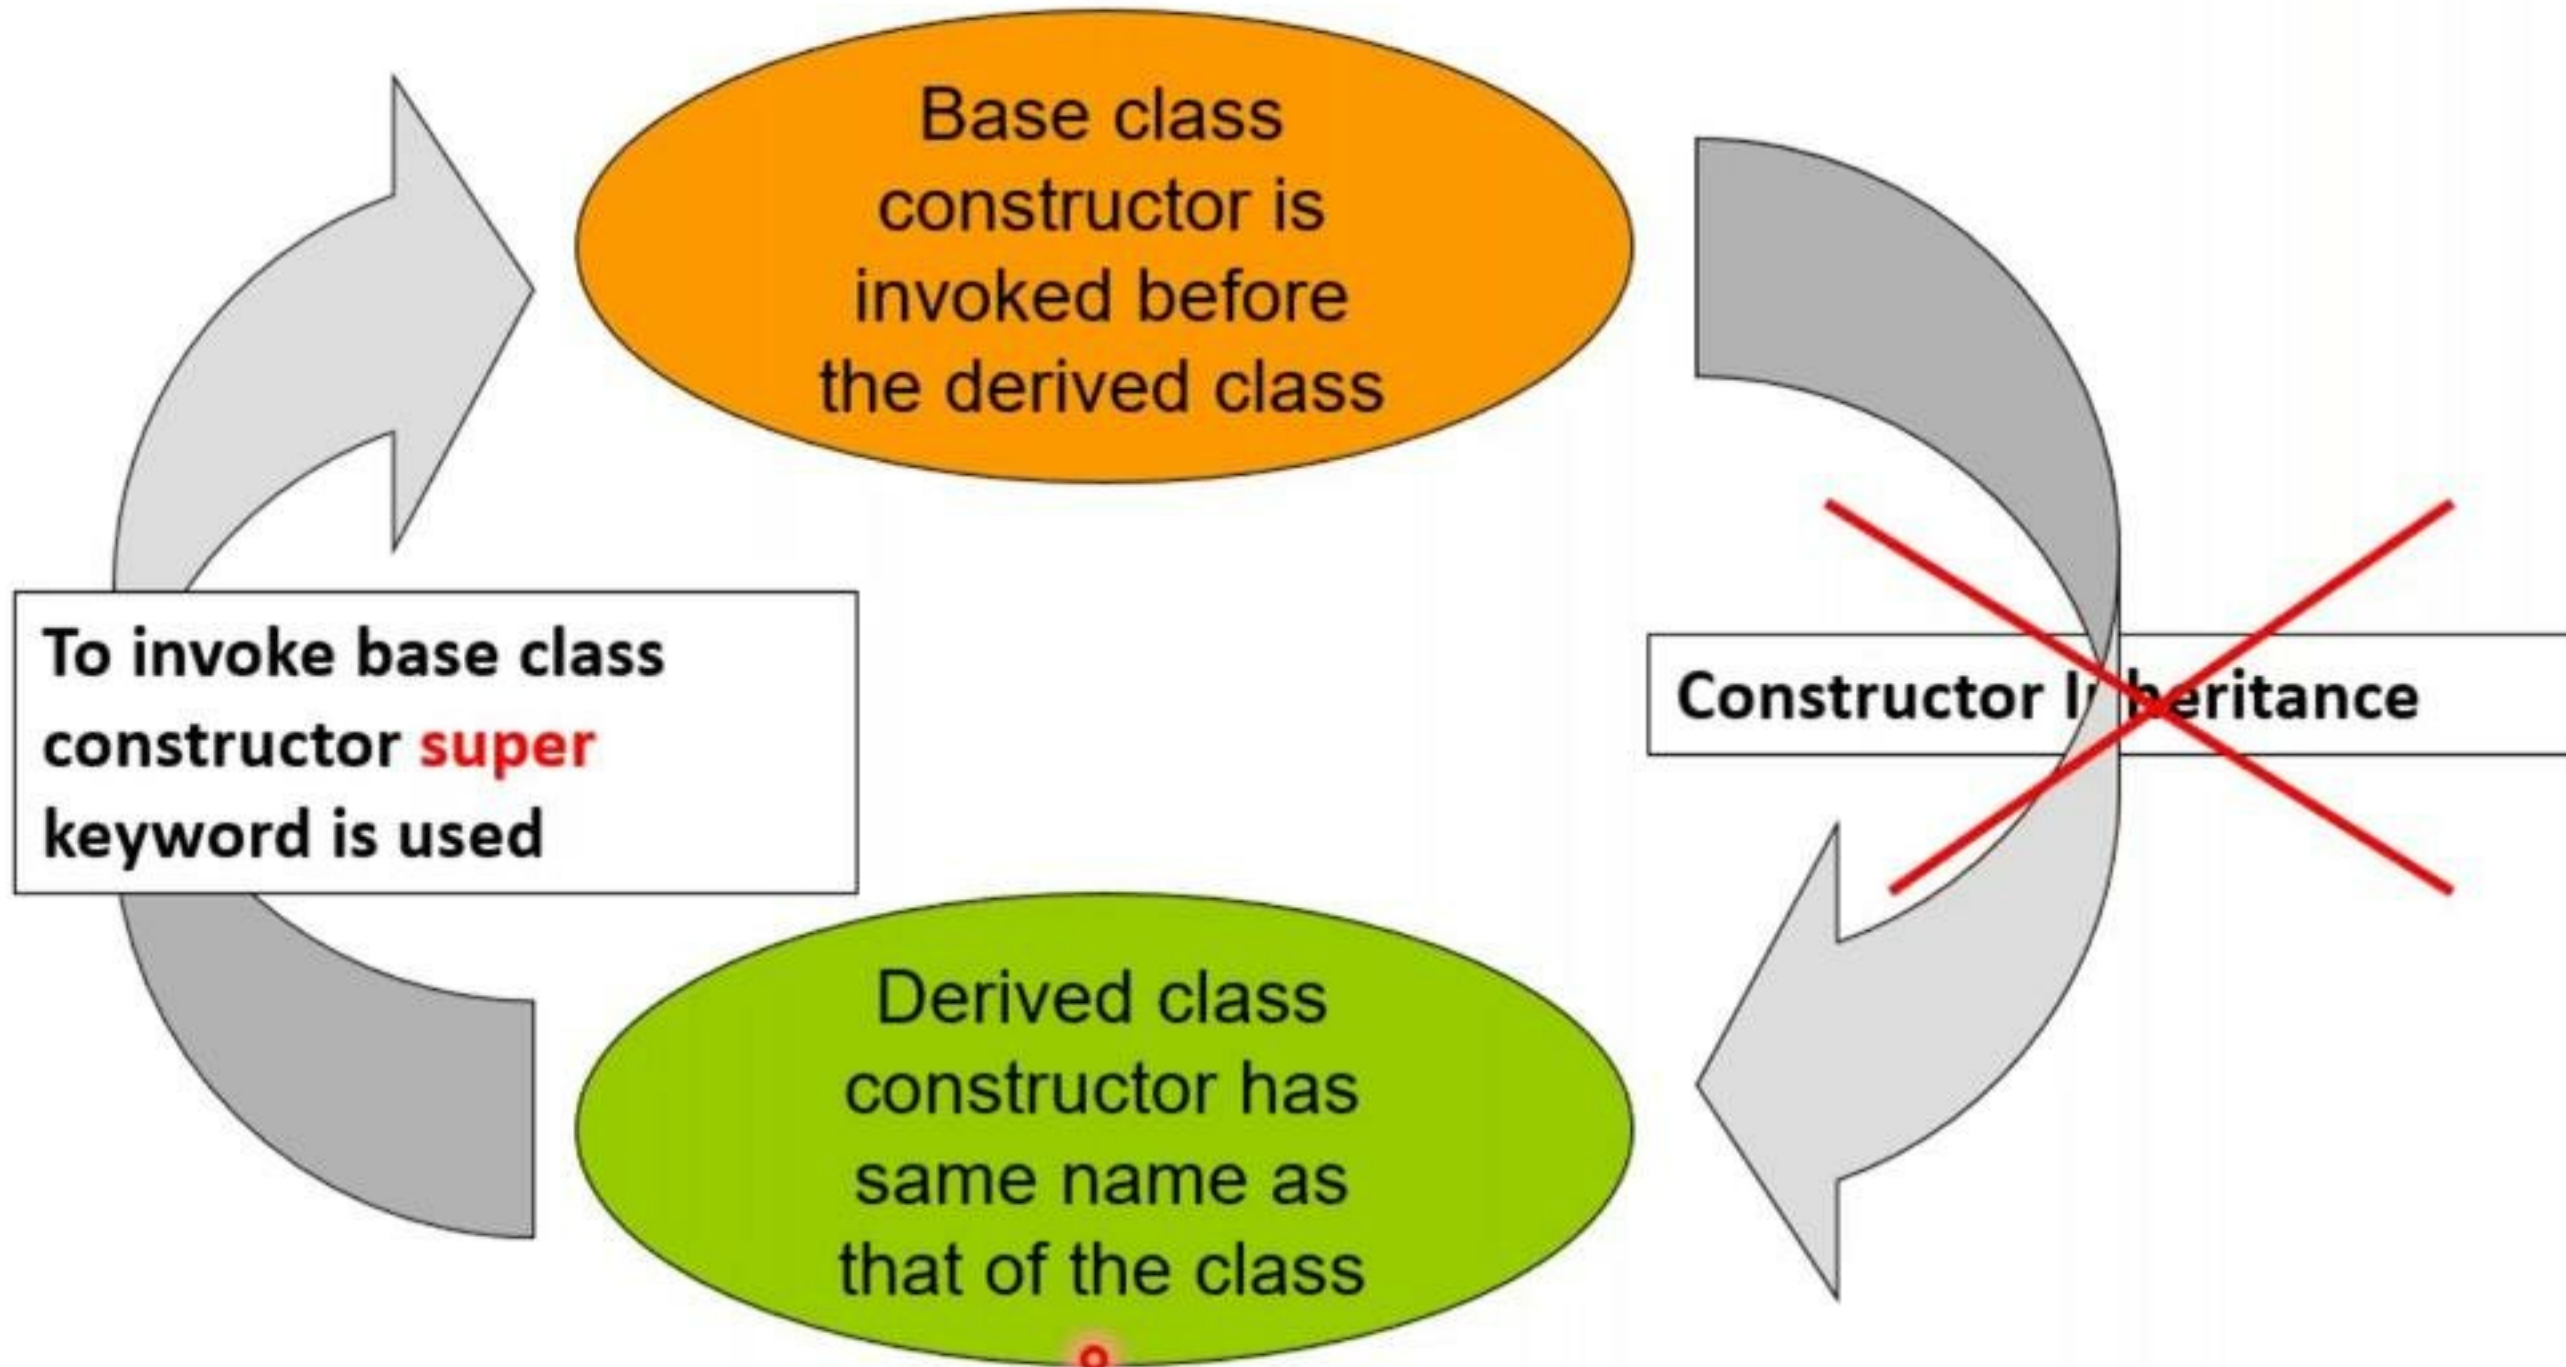 Base class
constructor is
invoked before
the derived class
To invoke base class
constructor super
keyword is used
Constructor Inheritance
Derived class
constructor has
same name as
that of the class